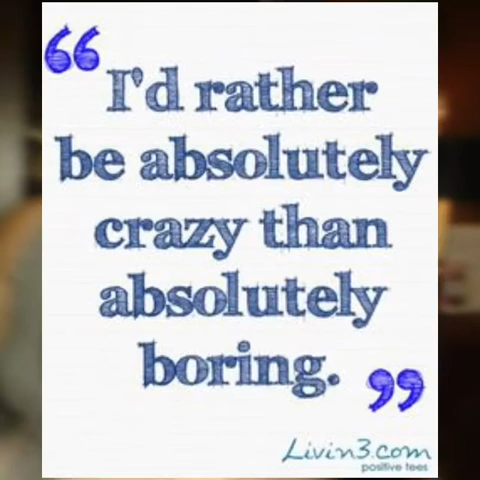 “
I'd rather
be absolutely
crazy than
absolutely
boring.
”
Livin3.com
positive tees